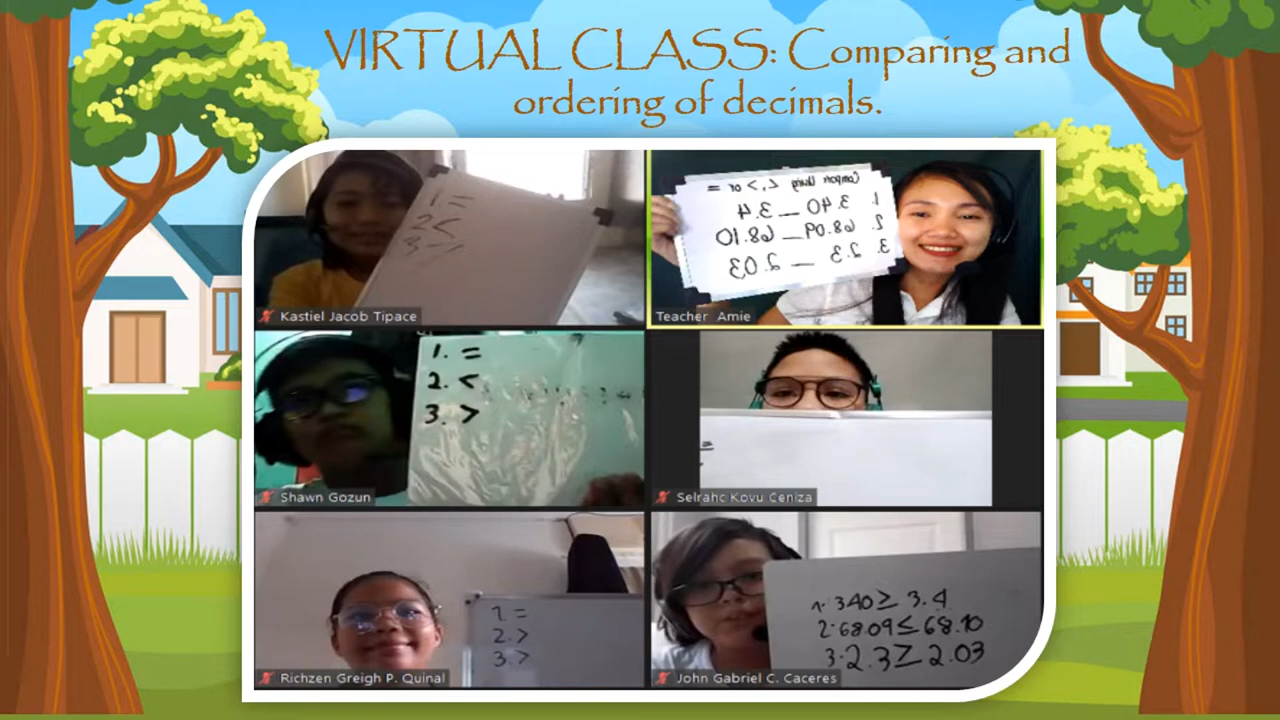 VIRTUAL CLASS: Comparing and
ordering of decimals.
1 =
2 <
3 >
Kastiel Jacob Tipace
Compare Using <, > or =
1. 3.40 _ 3.4
2. 68.09 _ 68.10
3. 2.3 _ 2.03
Teacher Amie
1. =
2. <
3. >
Shawn Gozun
=
Selrahc Kovu Ceniza
1. =
2. >
3. >
Richzen Greigh P. Quinal
1. 3.40 ≥ 3.4
2. 68.09 ≤ 68.10
3. 2.3 ≥ 2.03
John Gabriel C. Caceres